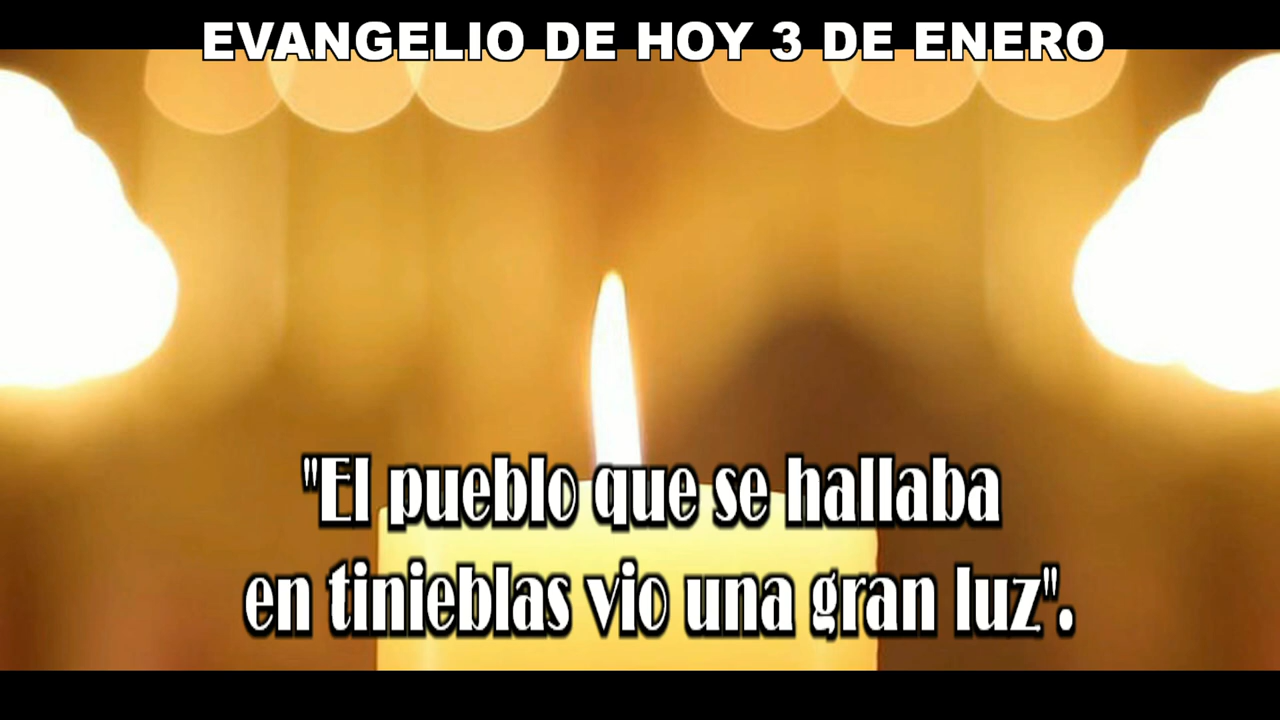 EVANGELIO DE HOY 3 DE ENERO
"El pueblo que se hallaba
en tinieblas vio una gran luz".